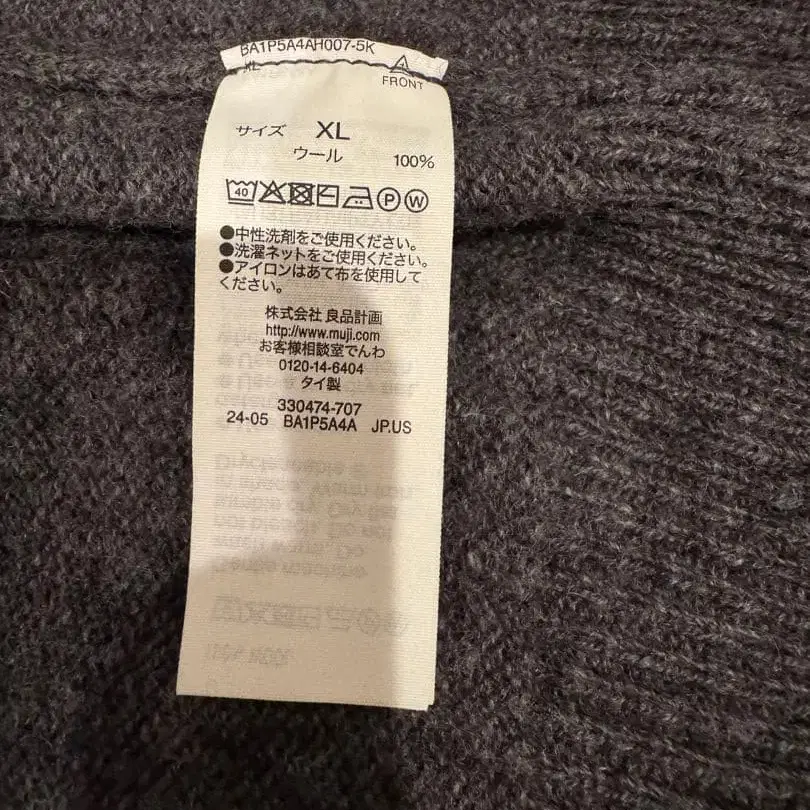 BA1P5A4AH007-5K
XL
FRONT
サイズ XL
ウール 100%
40 P W
●中性洗剤をご使用ください。
●洗濯ネットをご使用ください。
●アイロンはあて布を使用して
ください。
株式会社 良品計画
http://www.muji.com
お客様相談室でんわ
0120-14-6404
タイ製
330474-707
24-05 BA1P5A4A JP.US